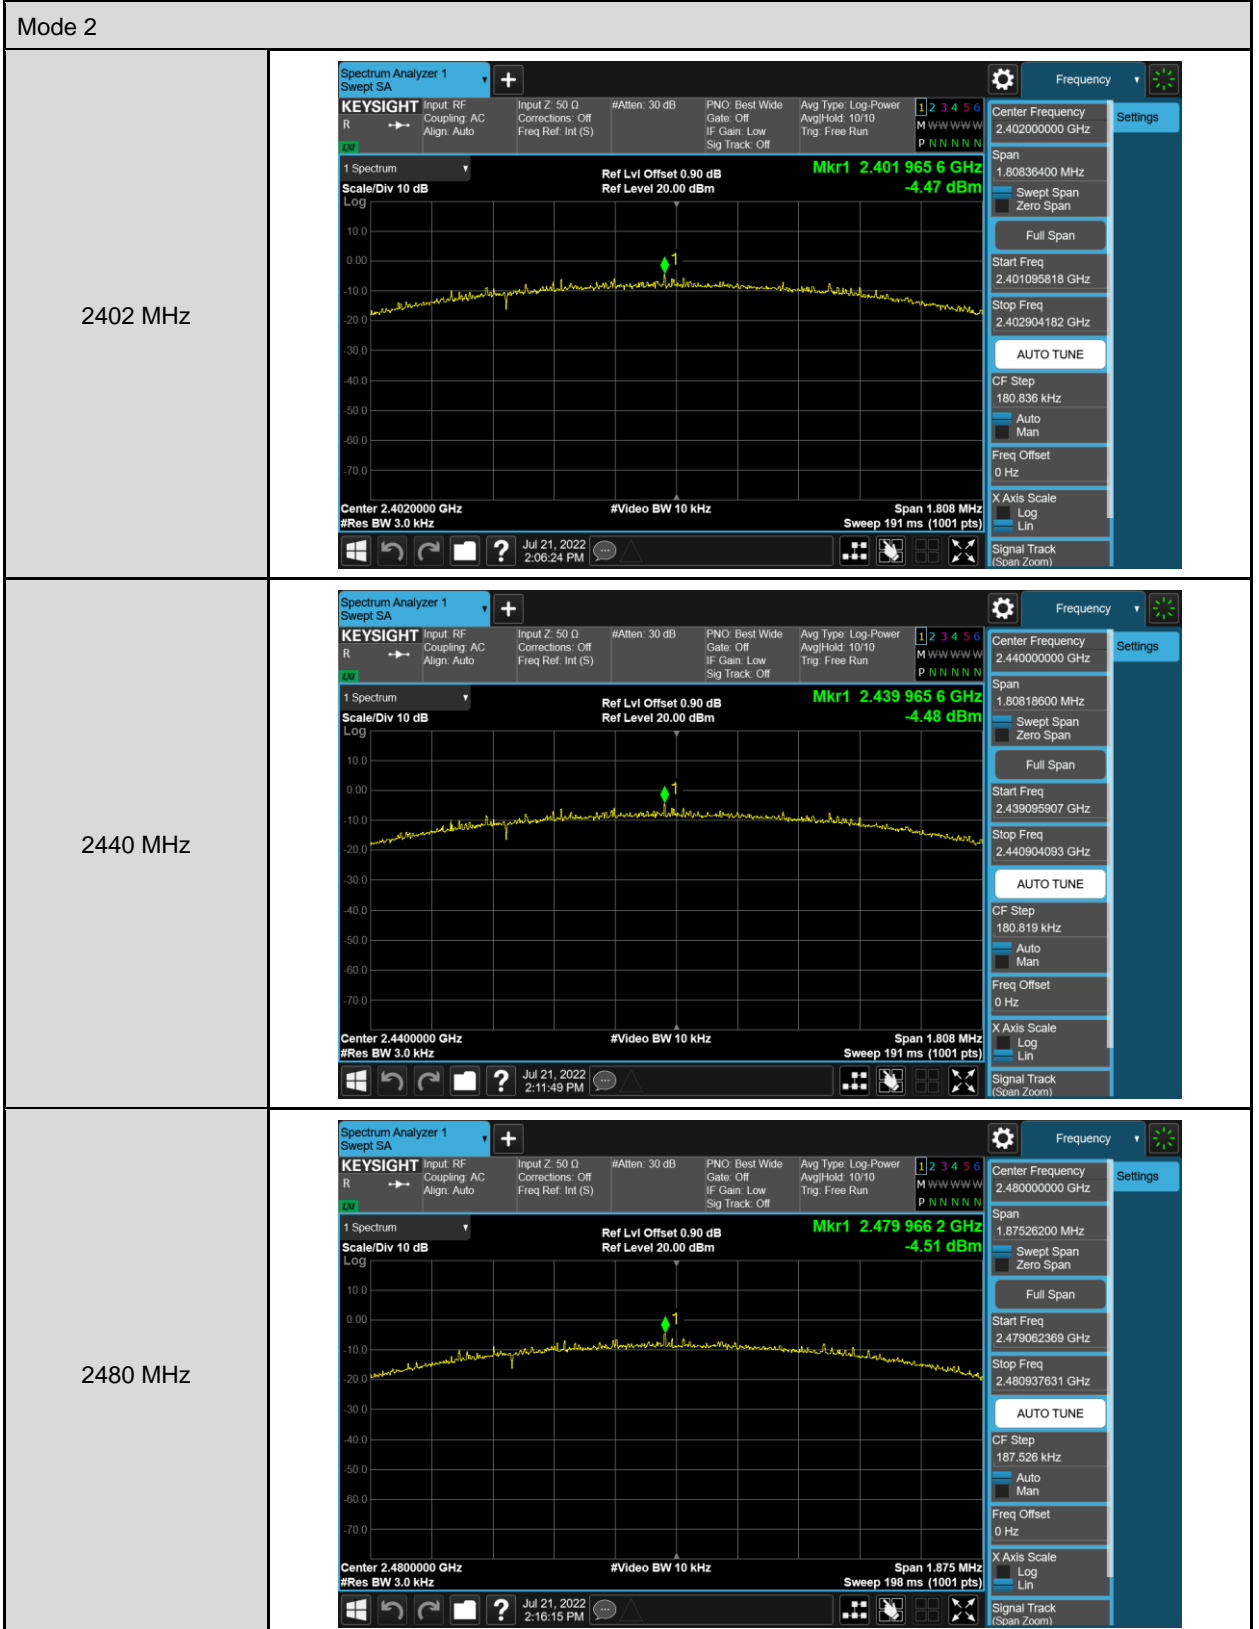 Mode 2
2402 MHz
Spectrum Analyzer 1
Swept SA
+
Frequency
KEYSIGHT
R
LXI
Input: RF
Coupling: AC
Align: Auto
Input Z: 50 Ω
Corrections: Off
Freq Ref: Int (S)
#Atten: 30 dB
PNO: Best Wide
Gate: Off
IF Gain: Low
Sig Track: Off
Avg Type: Log-Power
Avg|Hold: 10/10
Trig: Free Run
1 2 3 4 5 6
M W W W W W
P N N N N N
1 Spectrum
Scale/Div 10 dB
Log
Ref Lvl Offset 0.90 dB
Ref Level 20.00 dBm
Mkr1 2.401 965 6 GHz
-4.47 dBm
1
10.0
0.00
-10.0
-20.0
-30.0
-40.0
-50.0
-60.0
-70.0
Center 2.4020000 GHz
#Res BW 3.0 kHz
#Video BW 10 kHz
Span 1.808 MHz
Sweep 191 ms (1001 pts)
?
Jul 21, 2022
2:06:24 PM
Center Frequency
2.402000000 GHz
Settings
Span
1.80836400 MHz
Swept Span
Zero Span
Full Span
Start Freq
2.401095818 GHz
Stop Freq
2.402904182 GHz
AUTO TUNE
CF Step
180.836 kHz
Auto
Man
Freq Offset
0 Hz
X Axis Scale
Log
Lin
Signal Track
(Span Zoom)
2440 MHz
Spectrum Analyzer 1
Swept SA
+
Frequency
KEYSIGHT
R
LXI
Input: RF
Coupling: AC
Align: Auto
Input Z: 50 Ω
Corrections: Off
Freq Ref: Int (S)
#Atten: 30 dB
PNO: Best Wide
Gate: Off
IF Gain: Low
Sig Track: Off
Avg Type: Log-Power
Avg|Hold: 10/10
Trig: Free Run
1 2 3 4 5 6
M W W W W W
P N N N N N
1 Spectrum
Scale/Div 10 dB
Log
Ref Lvl Offset 0.90 dB
Ref Level 20.00 dBm
Mkr1 2.439 965 6 GHz
-4.48 dBm
1
10.0
0.00
-10.0
-20.0
-30.0
-40.0
-50.0
-60.0
-70.0
Center 2.4400000 GHz
#Res BW 3.0 kHz
#Video BW 10 kHz
Span 1.808 MHz
Sweep 191 ms (1001 pts)
?
Jul 21, 2022
2:11:49 PM
Center Frequency
2.440000000 GHz
Settings
Span
1.80818600 MHz
Swept Span
Zero Span
Full Span
Start Freq
2.439095907 GHz
Stop Freq
2.440904093 GHz
AUTO TUNE
CF Step
180.819 kHz
Auto
Man
Freq Offset
0 Hz
X Axis Scale
Log
Lin
Signal Track
(Span Zoom)
2480 MHz
Spectrum Analyzer 1
Swept SA
+
Frequency
KEYSIGHT
R
LXI
Input: RF
Coupling: AC
Align: Auto
Input Z: 50 Ω
Corrections: Off
Freq Ref: Int (S)
#Atten: 30 dB
PNO: Best Wide
Gate: Off
IF Gain: Low
Sig Track: Off
Avg Type: Log-Power
Avg|Hold: 10/10
Trig: Free Run
1 2 3 4 5 6
M W W W W W
P N N N N N
1 Spectrum
Scale/Div 10 dB
Log
Ref Lvl Offset 0.90 dB
Ref Level 20.00 dBm
Mkr1 2.479 966 2 GHz
-4.51 dBm
1
10.0
0.00
-10.0
-20.0
-30.0
-40.0
-50.0
-60.0
-70.0
Center 2.4800000 GHz
#Res BW 3.0 kHz
#Video BW 10 kHz
Span 1.875 MHz
Sweep 198 ms (1001 pts)
?
Jul 21, 2022
2:16:15 PM
Center Frequency
2.480000000 GHz
Settings
Span
1.87526200 MHz
Swept Span
Zero Span
Full Span
Start Freq
2.479062369 GHz
Stop Freq
2.480937631 GHz
AUTO TUNE
CF Step
187.526 kHz
Auto
Man
Freq Offset
0 Hz
X Axis Scale
Log
Lin
Signal Track
(Span Zoom)